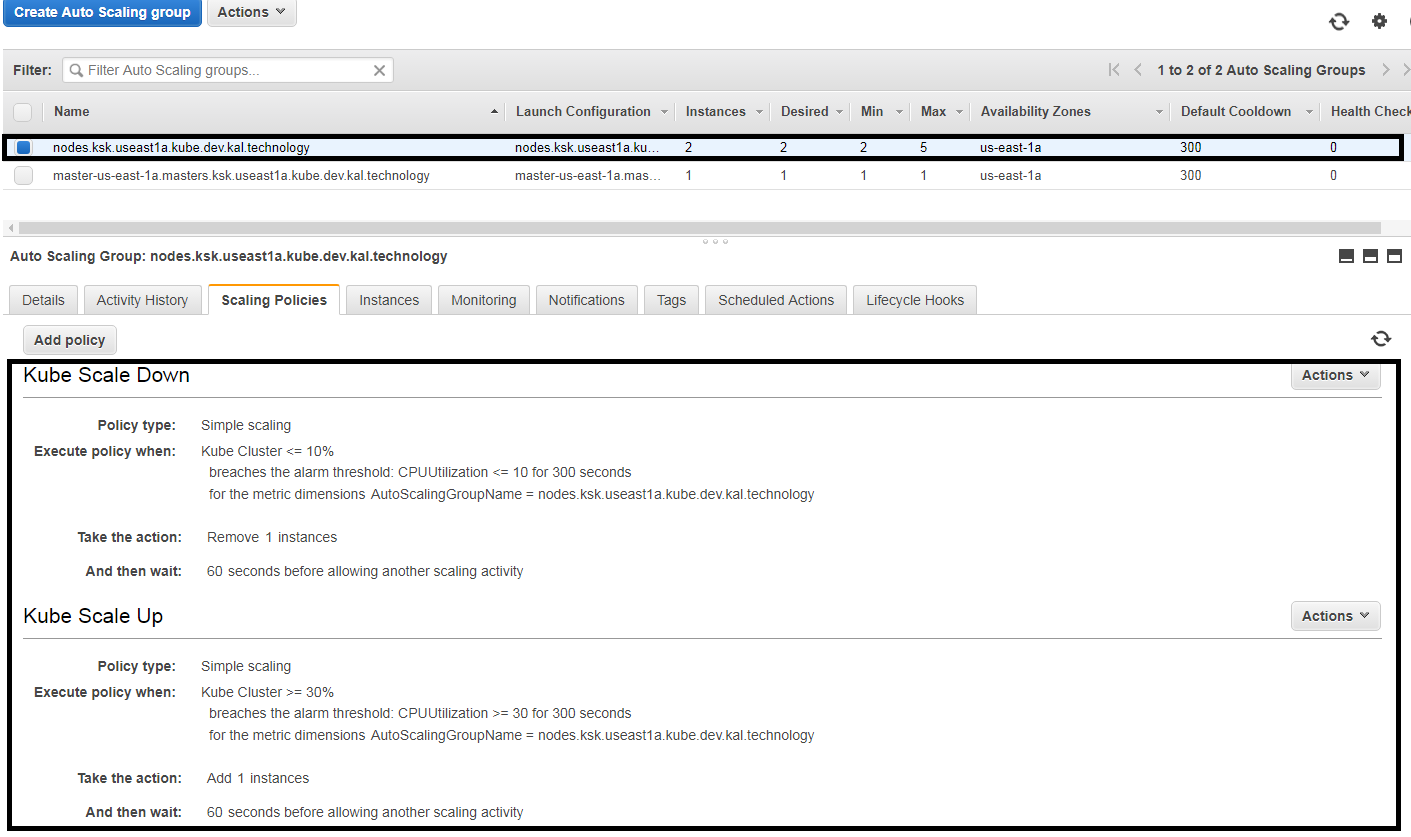 Create Auto Scaling group Actions
Filter: Filter Auto Scaling groups... 1 to 2 of 2 Auto Scaling Groups
Name Launch Configuration Instances Desired Min Max Availability Zones Default Cooldown Health Check
nodes.ksk.useast1a.kube.dev.kal.technology nodes.ksk.useast1a.ku... 2 2 2 5 us-east-1a 300 0
master-us-east-1a.masters.ksk.useast1a.kube.dev.kal.technology master-us-east-1a.mas... 1 1 1 1 us-east-1a 300 0
Auto Scaling Group: nodes.ksk.useast1a.kube.dev.kal.technology
Details Activity History Scaling Policies Instances Monitoring Notifications Tags Scheduled Actions Lifecycle Hooks
Add policy
Kube Scale Down Actions
Policy type: Simple scaling
Execute policy when: Kube Cluster <= 10%
breaches the alarm threshold: CPUUtilization <= 10 for 300 seconds
for the metric dimensions AutoScalingGroupName = nodes.ksk.useast1a.kube.dev.kal.technology
Take the action: Remove 1 instances
And then wait: 60 seconds before allowing another scaling activity
Kube Scale Up Actions
Policy type: Simple scaling
Execute policy when: Kube Cluster >= 30%
breaches the alarm threshold: CPUUtilization >= 30 for 300 seconds
for the metric dimensions AutoScalingGroupName = nodes.ksk.useast1a.kube.dev.kal.technology
Take the action: Add 1 instances
And then wait: 60 seconds before allowing another scaling activity